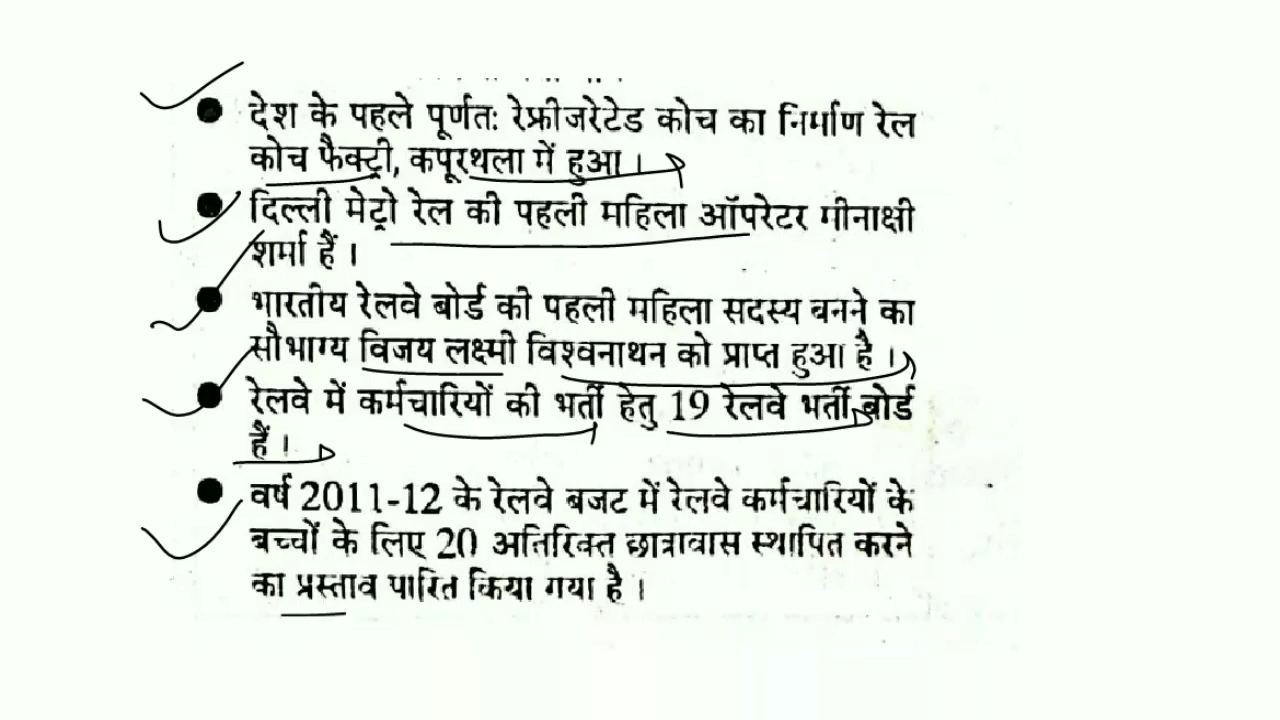 देश के पहले पूर्णतः रेफ्रीजरेटेड कोच का निर्माण रेल
कोच फैक्ट्री, कपूरथला में हुआ ।
दिल्ली मेट्रो रेल की पहली महिला ऑपरेटर मीनाक्षी
शर्मा हैं ।
भारतीय रेलवे बोर्ड की पहली महिला सदस्य बनने का
सौभाग्य विजय लक्ष्मी विश्वनाथन को प्राप्त हुआ है ।
रेलवे में कर्मचारियों की भर्ती हेतु 19 रेलवे भर्ती बोर्ड
हैं ।
वर्ष 2011-12 के रेलवे बजट में रेलवे कर्मचारियों के
बच्चों के लिए 20 अतिरिक्त छात्रावास स्थापित करने
का प्रस्ताव पारित किया गया है ।